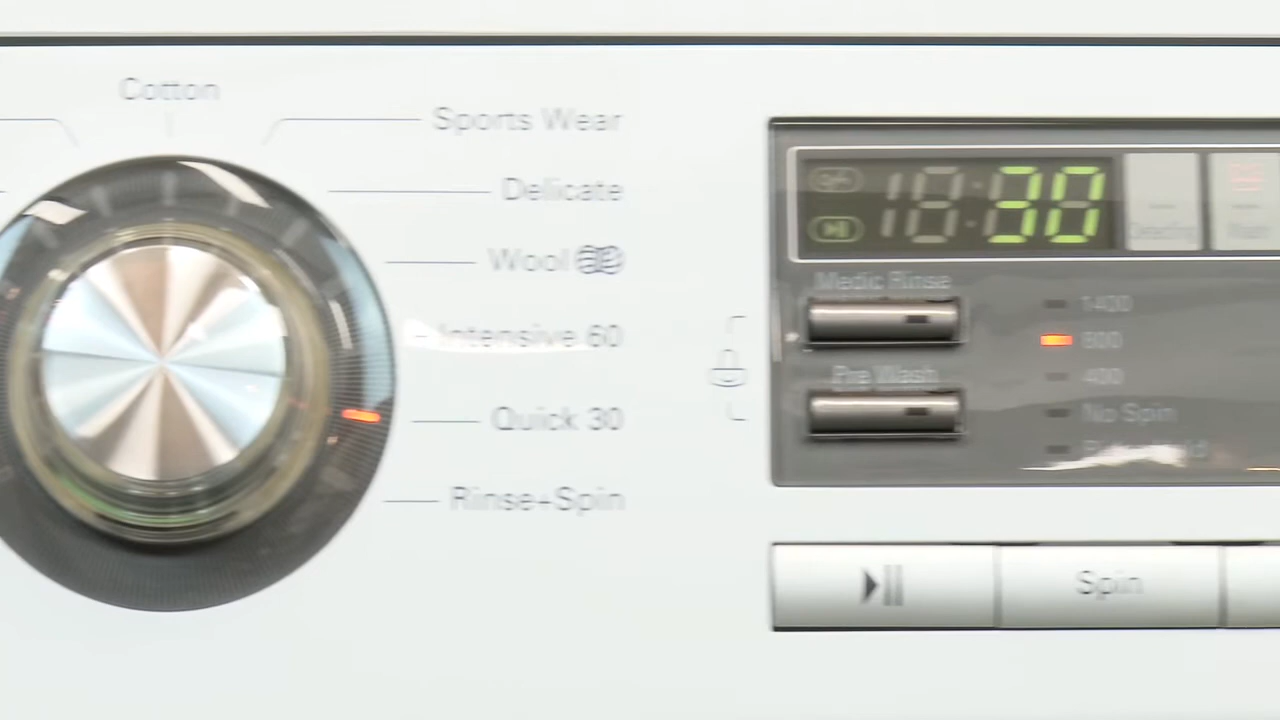 Cotton
Sports Wear
Delicate
Wool
Intensive 60
Quick 30
Rinse+Spin
30
Medic Rinse
Pre Wash
1400
800
400
No Spin
Spin